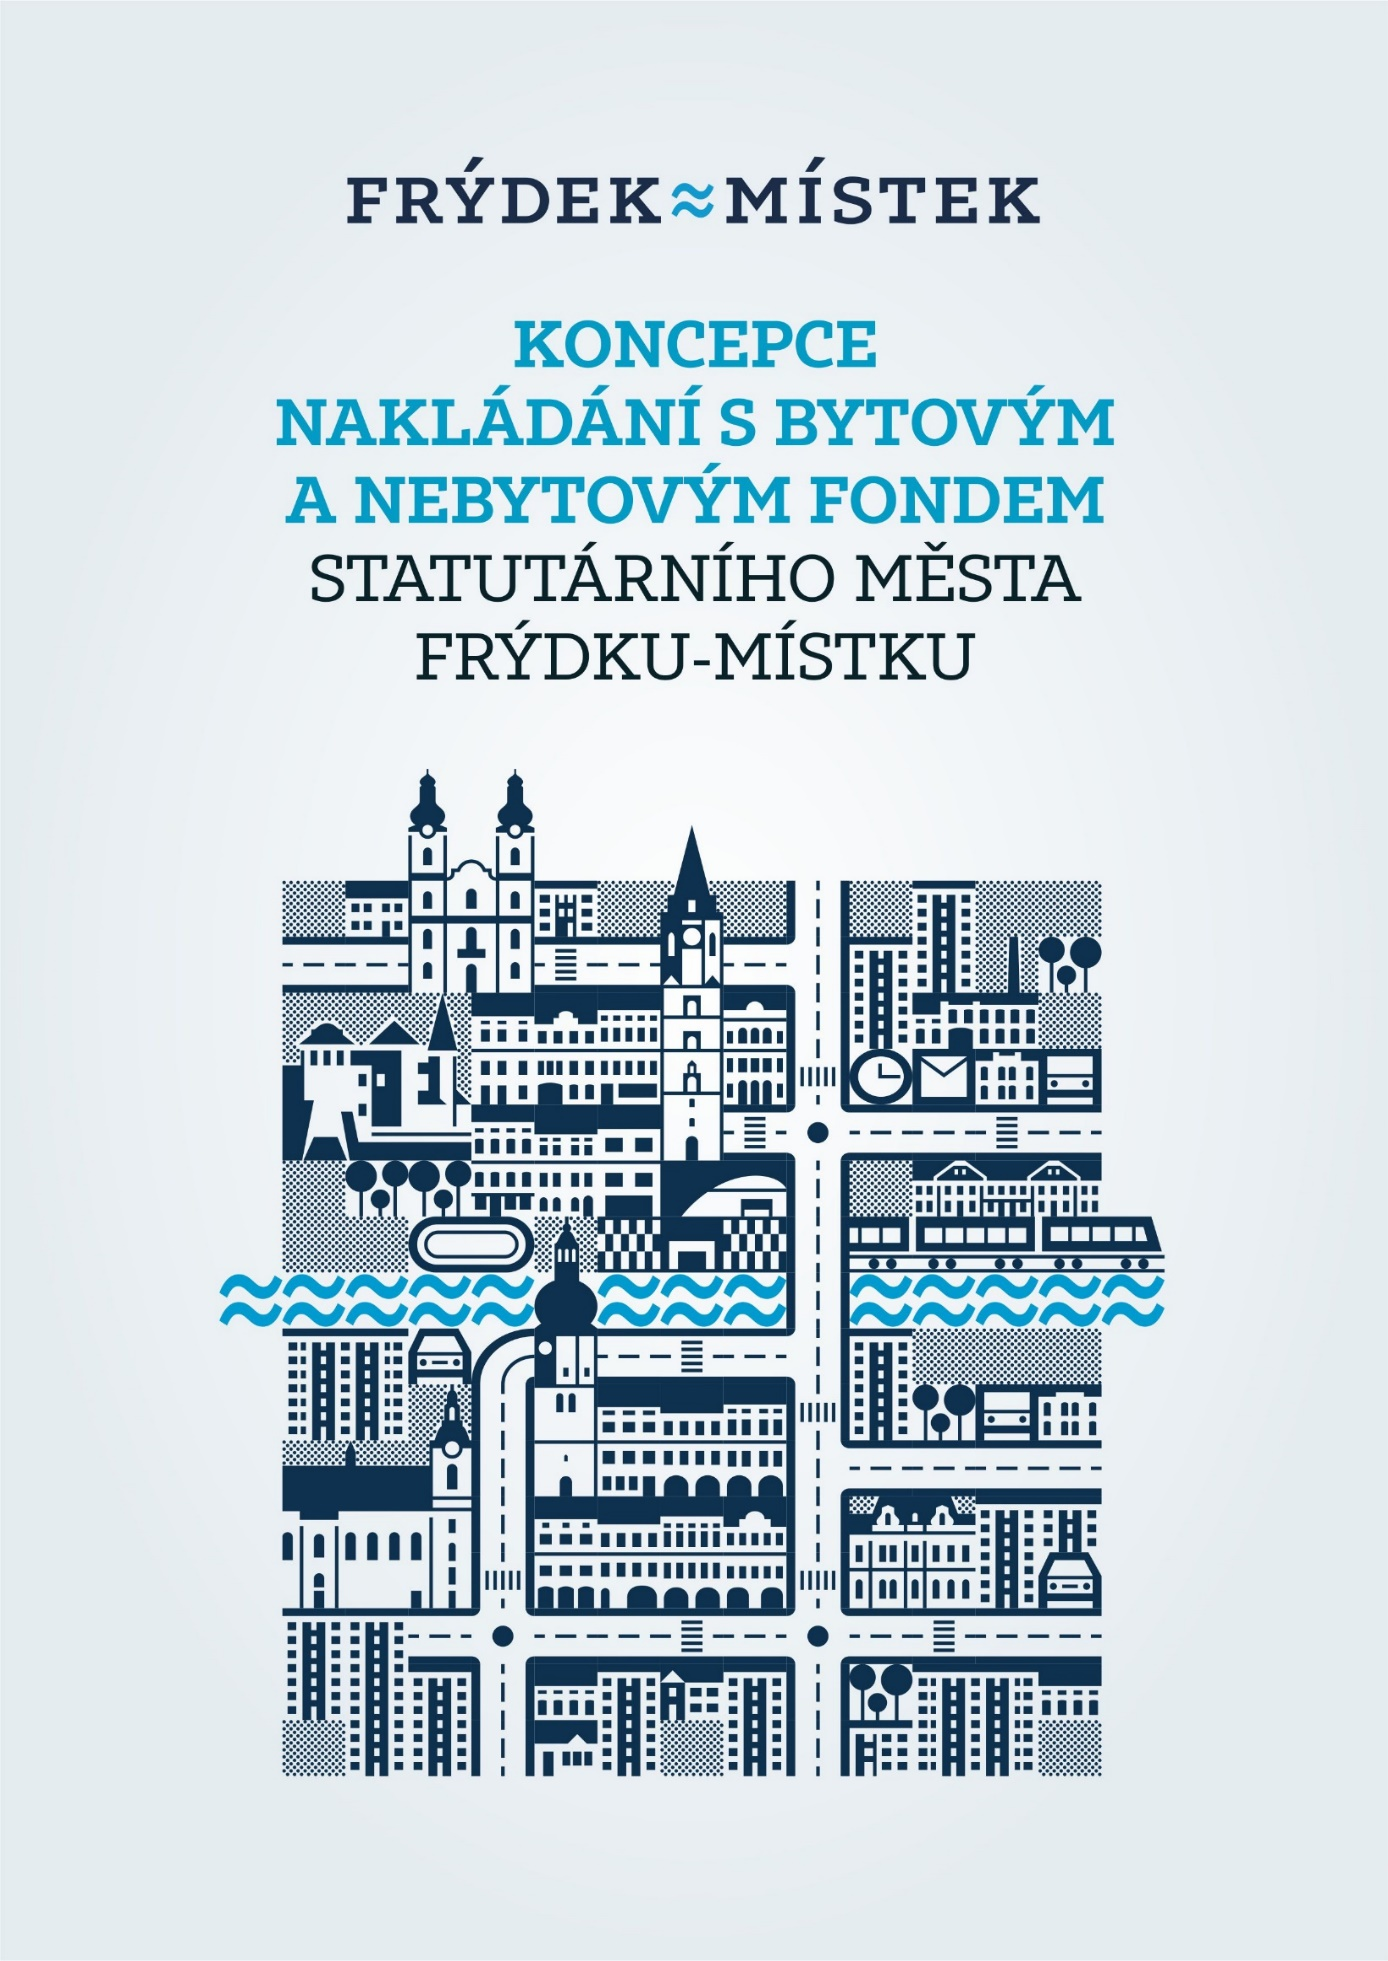 FRÝDEK≈MÍSTEK
KONCEPCE
NAKLÁDÁNÍ S BYTOVÝM
A NEBYTOVÝM FONDEM
STATUTÁRNÍHO MĚSTA
FRÝDKU-MÍSTKU